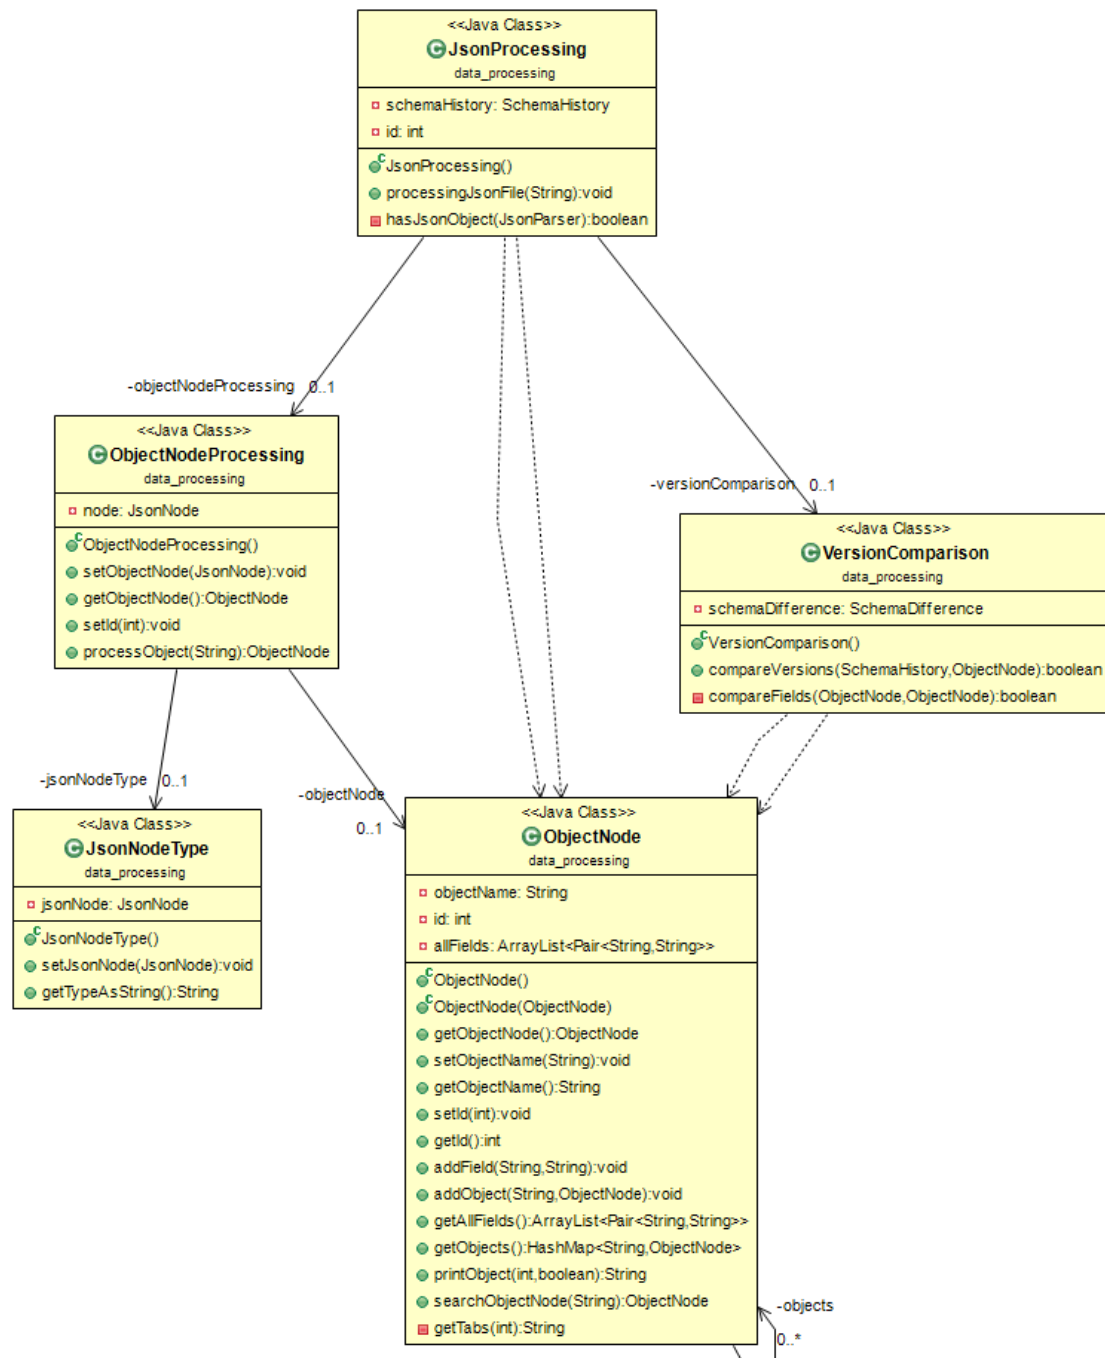 <<Java Class>>
JsonProcessing
data_processing
schemaHistory: SchemaHistory
id: int
JsonProcessing()
processingJsonFile(String):void
hasJsonObject(JsonParser):boolean
-objectNodeProcessing 0..1
<<Java Class>>
ObjectNodeProcessing
data_processing
node: JsonNode
ObjectNodeProcessing()
setObjectNode(JsonNode):void
getObjectNode():ObjectNode
setId(int):void
processObject(String):ObjectNode
-versionComparison 0..1
<<Java Class>>
VersionComparison
data_processing
schemaDifference: SchemaDifference
VersionComparison()
compareVersions(SchemaHistory,ObjectNode):boolean
compareFields(ObjectNode,ObjectNode):boolean
-jsonNodeType 0..1
<<Java Class>>
JsonNodeType
data_processing
jsonNode: JsonNode
JsonNodeType()
setJsonNode(JsonNode):void
getTypeAsString():String
-objectNode
0..1
<<Java Class>>
ObjectNode
data_processing
objectName: String
id: int
allFields: ArrayList<Pair<String,String>>
ObjectNode()
ObjectNode(ObjectNode)
getObjectNode():ObjectNode
setObjectName(String):void
getObjectName():String
setId(int):void
getId():int
addField(String,String):void
addObject(String,ObjectNode):void
getAllFields():ArrayList<Pair<String,String>>
getObjects():HashMap<String,ObjectNode>
printObject(int,boolean):String
searchObjectNode(String):ObjectNode
getTabs(int):String
-objects
0..*